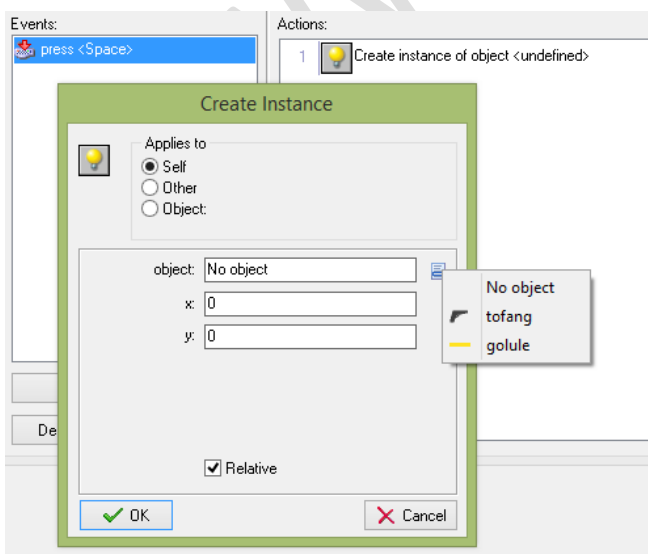 Events:
Actions:
press <Space>
1 Create instance of object <undefined>
Create Instance
Applies to
Self
Other
Object:
object: No object
x: 0
y: 0
No object
tofang
golule
De
Relative
OK
Cancel